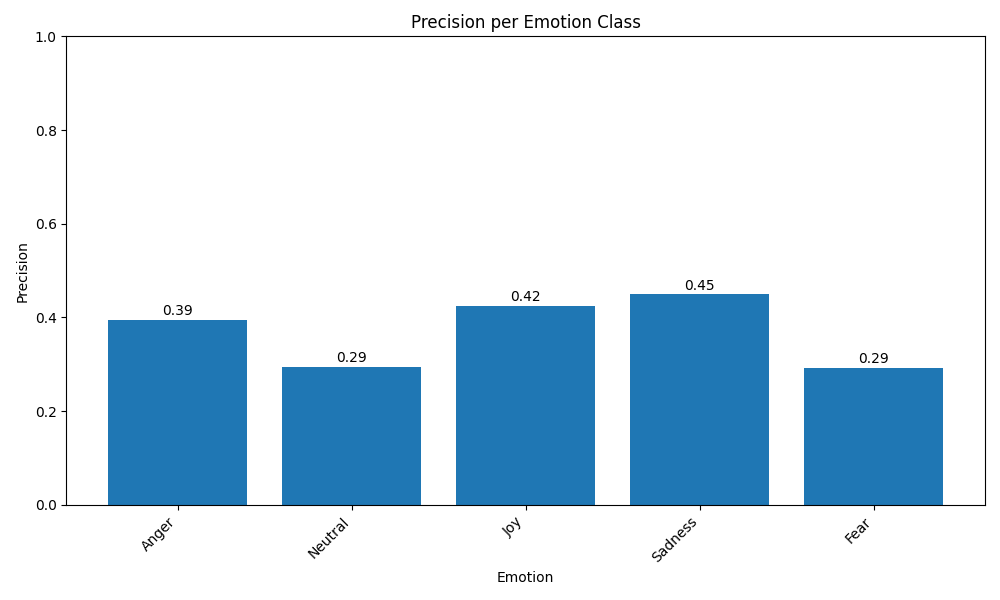 Precision per Emotion Class
1.0
0.8
0.6
0.4
0.2
0.0
Precision
0.39
0.29
0.42
0.45
0.29
Anger
Neutral
Joy
Sadness
Fear
Emotion